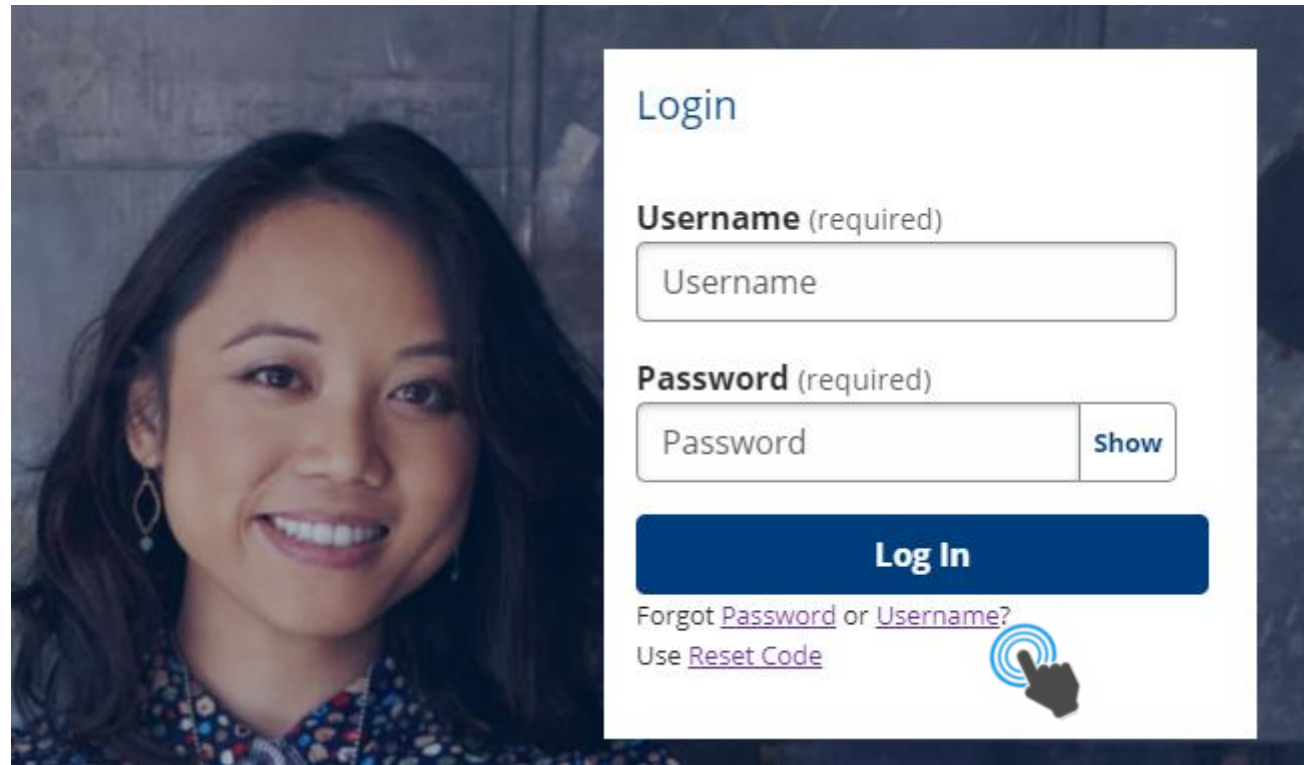 Login
Username (required)
Username
Password (required)
Password Show
Log In
Forgot Password or Username?
Use Reset Code